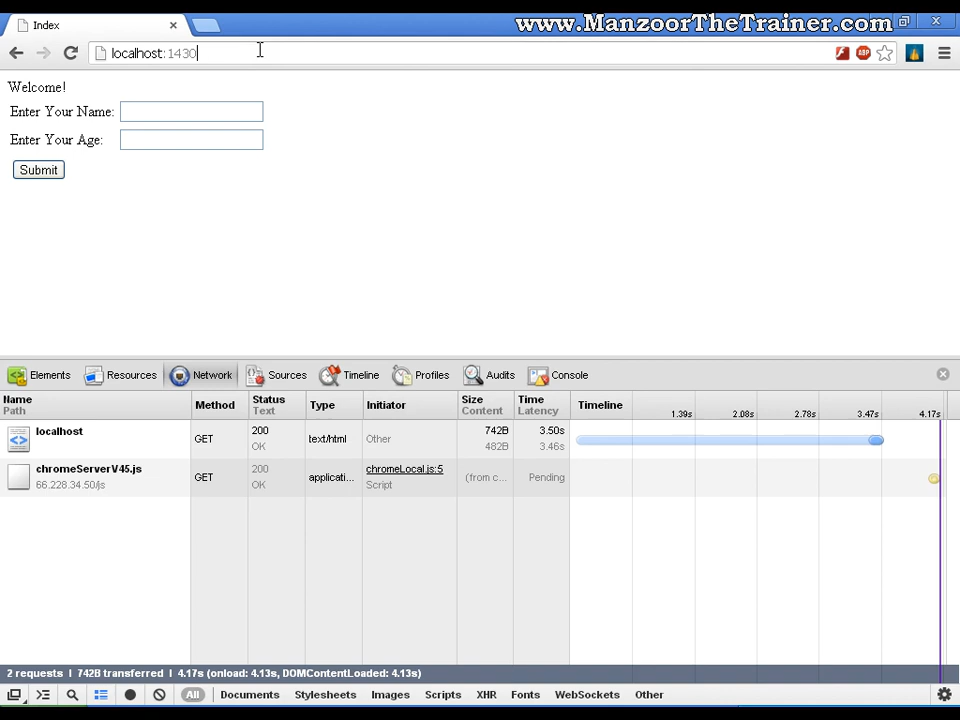 Index
www.ManzoorTheTrainer.com
localhost:1430
ABP
Welcome!
Enter Your Name:
Enter Your Age:
Submit
Elements Resources Network Sources Timeline Profiles Audits Console
Name Method Status Type Initiator Size Time Timeline
Path Text Content Latency 1.39s 2.08s 2.78s 3.47s 4.17s
localhost GET 200 text/html Other 742B 3.50s
OK 482B 3.46s
chromeServerV45.js GET 200 applicati... chromeLocal.js:5 (from c... Pending
66.228.34.50/js OK Script
2 requests | 742B transferred | 4.17s (onload: 4.13s, DOMContentLoaded: 4.13s)
All Documents Stylesheets Images Scripts XHR Fonts WebSockets Other